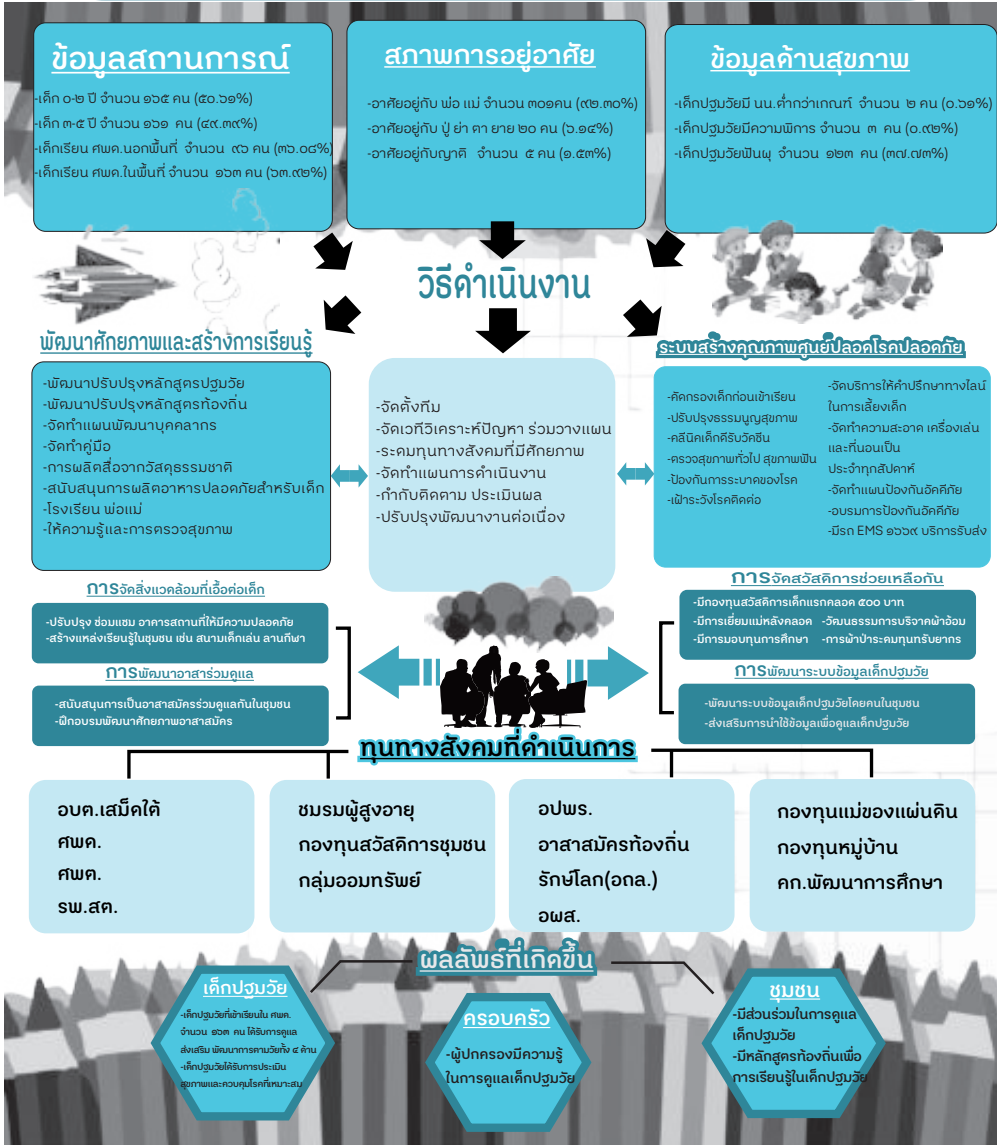 ข้อมูลสถานการณ์
-เด็ก ๐-๒ ปี จำนวน ๑๖๕ คน (๕๐.๖๑%)
-เด็ก ๓-๕ ปี จำนวน ๑๖๑ คน (๔๙.๓๙%)
-เด็กเรียน ศพด.นอกพื้นที่ จำนวน ๙๖ คน (๓๖.๐๘%)
-เด็กเรียน ศพด.ในพื้นที่ จำนวน ๑๖๓ คน (๖๓.๙๒%)
สภาพการอยู่อาศัย
-อาศัยอยู่กับ พ่อ แม่ จำนวน ๓๐๑คน (๙๒.๓๐%)
-อาศัยอยู่กับ ปู่ ย่า ตา ยาย ๒๐ คน (๖.๑๔%)
-อาศัยอยู่กับญาติ จำนวน ๕ คน (๑.๕๓%)
ข้อมูลด้านสุขภาพ
-เด็กปฐมวัยมี นน.ต่ำกว่าเกณฑ์ จำนวน ๒ คน (๐.๖๑%)
-เด็กปฐมวัยมีความพิการ จำนวน ๓ คน (๐.๙๒%)
-เด็กปฐมวัยฟันผุ จำนวน ๑๒๓ คน (๓๗.๗๓%)
วิธีดำเนินงาน
พัฒนาศักยภาพและสร้างการเรียนรู้
-พัฒนาปรับปรุงหลักสูตรปฐมวัย
-พัฒนาปรับปรุงหลักสูตรท้องถิ่น
-จัดทำแผนพัฒนาบุคคลากร
-จัดทำคู่มือ
-การผลิตสื่อจากวัสดุธรรมชาติ
-สนับสนุนการผลิตอาหารปลอดภัยสำหรับเด็ก
-โรงเรียน พ่อแม่
-ให้ความรู้และการตรวจสุขภาพ
-จัดตั้งทีม
-จัดเวทีวิเคราะห์ปัญหา ร่วมวางแผน
-ระดมทุนทางสังคมที่มีศักยภาพ
-จัดทำแผนการดำเนินงาน
-กำกับติดตาม ประเมินผล
-ปรับปรุงพัฒนางานต่อเนื่อง
ระบบสร้างคุณภาพศูนย์ปลอดโรคปลอดภัย
-คัดกรองเด็กก่อนเข้าเรียน
-ปรับปรุงธรรมนูญสุขภาพ
-คลีนิคเด็กดีรับวัคซีน
-ตรวจสุขภาพทั่วไป สุขภาพฟัน
-ป้องกันการระบาดของโรค
-เฝ้าระวังโรคติดต่อ
-จัดบริการให้คำปรึกษาทางไลน์
ในการเลี้ยงเด็ก
-จัดทำความสะอาด เครื่องเล่น
และที่นอนเป็น
ประจำทุกสัปดาห์
-จัดทำแผนป้องกันอัคคีภัย
-อบรมการป้องกันอัคคีภัย
-มีรถ EMS ๑๖๖๙ บริการรับส่ง
การจัดสิ่งแวดล้อมที่เอื้อต่อเด็ก
-ปรับปรุง ซ่อมแซม อาคารสถานที่ให้มีความปลอดภัย
-สร้างแหล่งเรียนรู้ในชุมชน เช่น สนามเด็กเล่น ลานกีฬา
การพัฒนาอาสาร่วมดูแล
-สนับสนุนการเป็นอาสาสมัครร่วมดูแลกันในชุมชน
-ฝึกอบรมพัฒนาศักยภาพอาสาสมัคร
การจัดสวัสดิการช่วยเหลือกัน
-มีกองทุนสวัสดิการเด็กแรกคลอด ๕๐๐ บาท
-มีการเยี่ยมแม่หลังคลอด -วัฒนธรรมการบริจาคผ้าอ้อม
-มีการมอบทุนการศึกษา -การผ้าป่าระดมทุนทรัพยากร
การพัฒนาระบบข้อมูลเด็กปฐมวัย
-พัฒนาระบบข้อมูลเด็กปฐมวัยโดยคนในชุมชน
-ส่งเสริมการนำใช้ข้อมูลเพื่อดูแลเด็กปฐมวัย
ทุนทางสังคมที่ดำเนินการ
อบต.เสม็ดใต้
ศพด.
ศพต.
รพ.สต.
ชมรมผู้สูงอายุ
กองทุนสวัสดิการชุมชน
กลุ่มออมทรัพย์
อปพร.
อาสาสมัครท้องถิ่น
รักษ์โลก(อถล.)
อผส.
กองทุนแม่ของแผ่นดิน
กองทุนหมู่บ้าน
คก.พัฒนาการศึกษา
ผลลัพธ์ที่เกิดขึ้น
เด็กปฐมวัย
-เด็กปฐมวัยที่เข้าเรียนใน ศพด.
จำนวน ๑๖๓ คน ได้รับการดูแล
ส่งเสริม พัฒนาการตามวัยทั้ง ๔ ด้าน
-เด็กปฐมวัยได้รับการประเมิน
สุขภาพและควบคุมโรคที่เหมาะสม
ครอบครัว
-ผู้ปกครองมีความรู้
ในการดูแลเด็กปฐมวัย
ชุมชน
-มีส่วนร่วมในการดูแล
เด็กปฐมวัย
-มีหลักสูตรท้องถิ่นเพื่อ
การเรียนรู้ในเด็กปฐมวัย